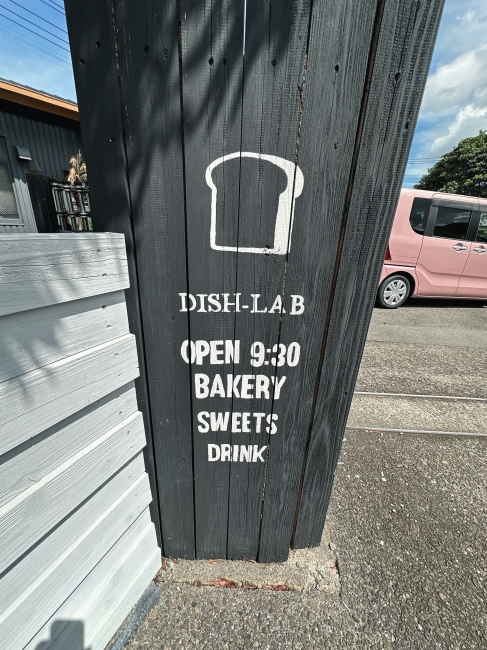 DISH-LAB
OPEN 9:30
BAKERY
SWEETS
DRINK